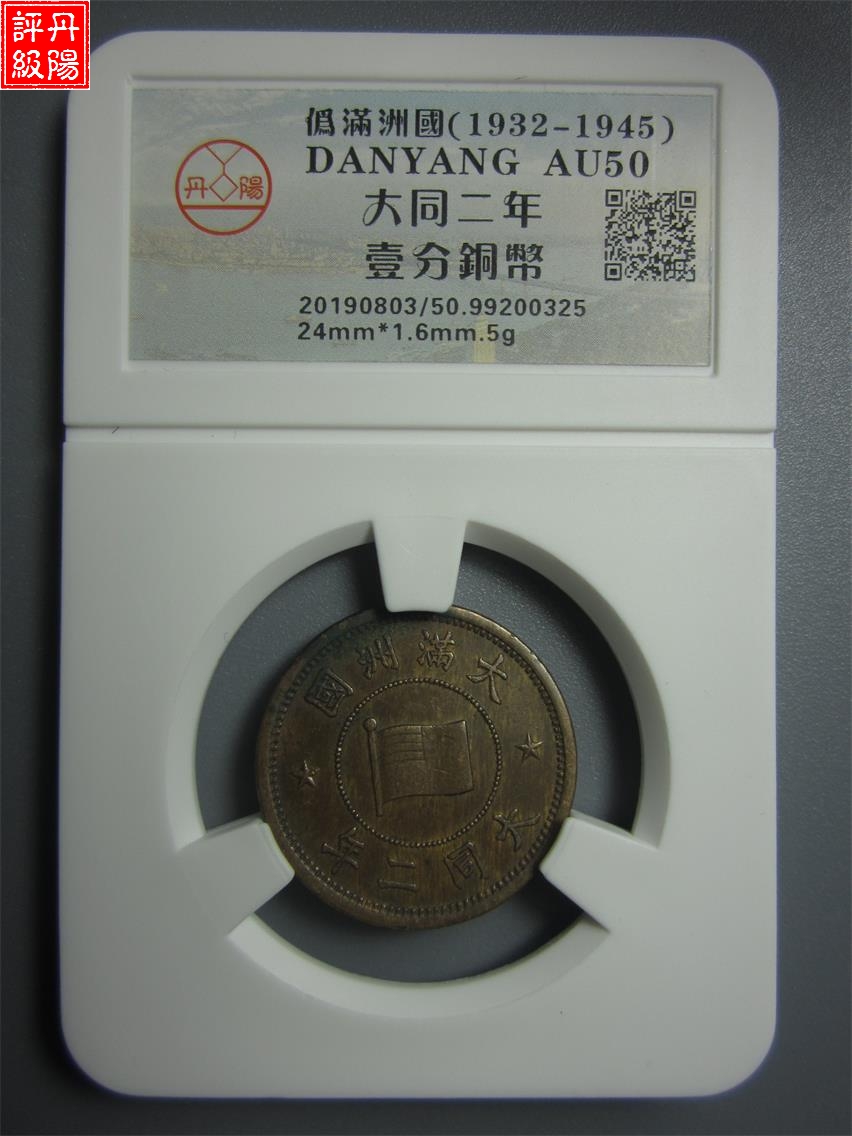 丹陽
評級
丹陽
僞滿洲國(1932-1945)
DANYANG AU50
大同二年
壹分銅幣
20190803/50.99200325
24mm*1.6mm.5g
大滿洲國
大同二年